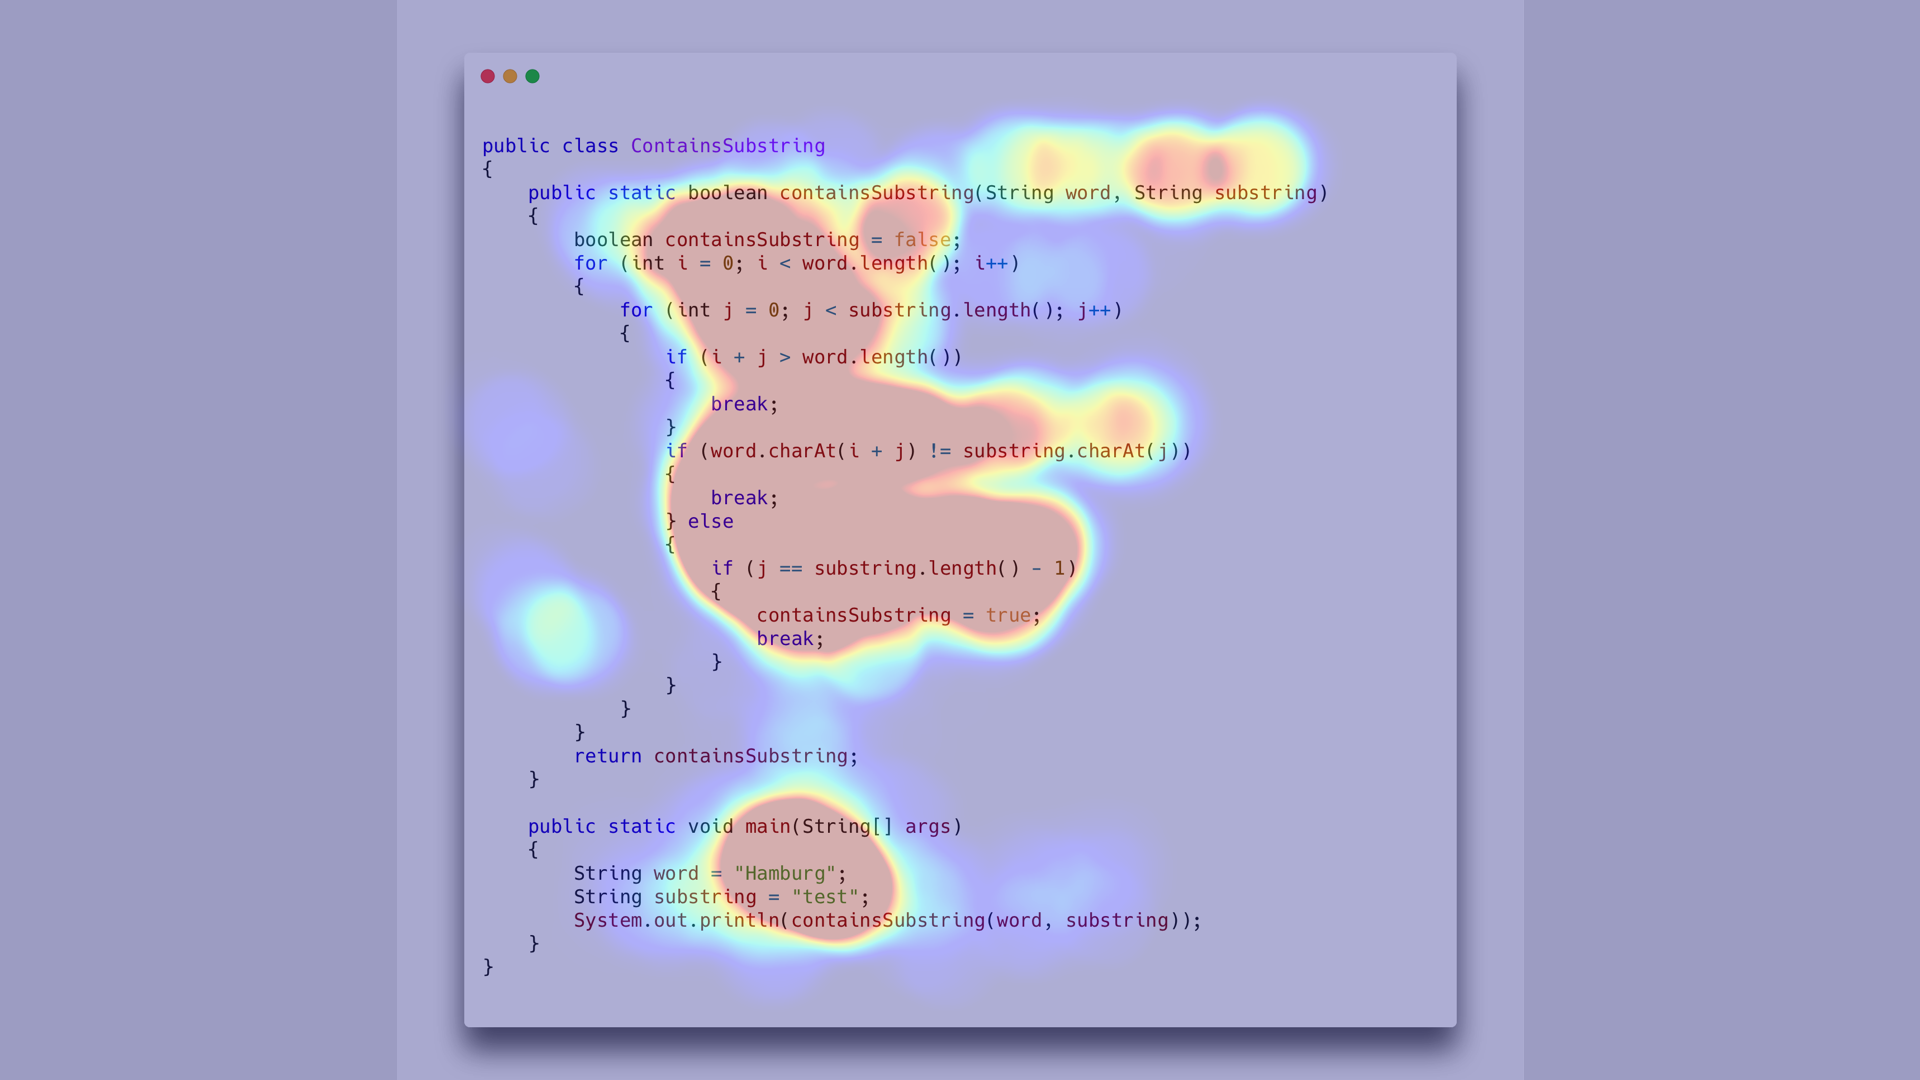 public class ContainsSubstring
{
    public static boolean containsSubstring(String word, String substring)
    {
        boolean containsSubstring = false;
        for (int i = 0; i < word.length(); i++)
        {
            for (int j = 0; j < substring.length(); j++)
            {
                if (i + j > word.length())
                {
                    break;
                }
                if (word.charAt(i + j) != substring.charAt(j))
                {
                    break;
                } else
                {
                    if (j == substring.length() - 1)
                    {
                        containsSubstring = true;
                        break;
                    }
                }
            }
        }
        return containsSubstring;
    }

    public static void main(String[] args)
    {
        String word = "Hamburg";
        String substring = "test";
        System.out.println(containsSubstring(word, substring));
    }
}